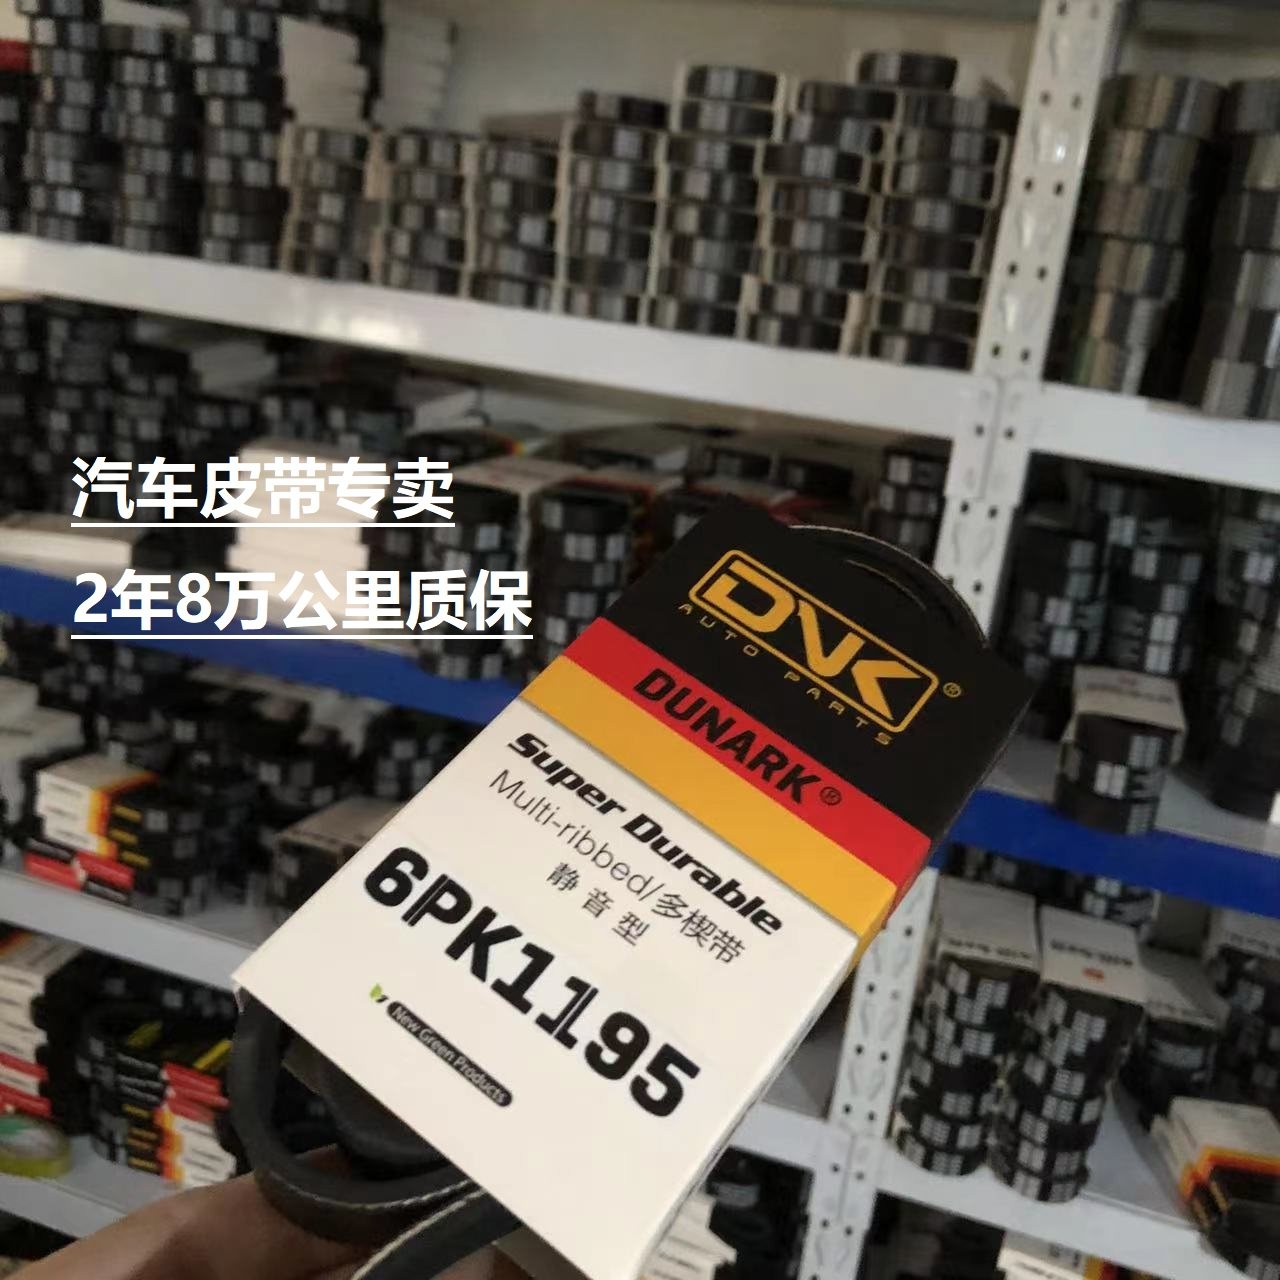 汽车皮带专卖
2年8万公里质保
DNK®
AUTO PARTS
DUNARK®
Super Durable
Multi-ribbed/多楔带
静音型
6PK1195
New Green Products